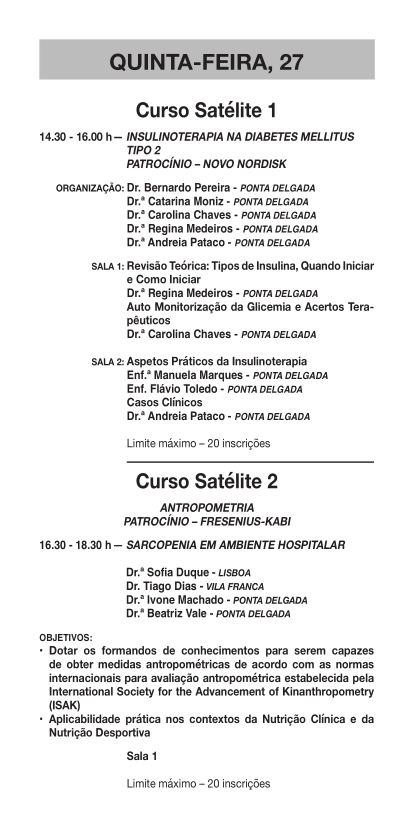 QUINTA-FEIRA, 27
Curso Satélite 1
14.30 - 16.00 h — INSULINOTERAPIA NA DIABETES MELLITUS
TIPO 2
PATROCÍNIO – NOVO NORDISK
ORGANIZAÇÃO: Dr. Bernardo Pereira - PONTA DELGADA
Dr.ª Catarina Moniz - PONTA DELGADA
Dr.ª Carolina Chaves - PONTA DELGADA
Dr.ª Regina Medeiros - PONTA DELGADA
Dr.ª Andreia Pataco - PONTA DELGADA
SALA 1: Revisão Teórica: Tipos de Insulina, Quando Iniciar
e Como Iniciar
Dr.ª Regina Medeiros - PONTA DELGADA
Auto Monitorização da Glicemia e Acertos Tera-
pêuticos
Dr.ª Carolina Chaves - PONTA DELGADA
SALA 2: Aspetos Práticos da Insulinoterapia
Enf.ª Manuela Marques - PONTA DELGADA
Enf. Flávio Toledo - PONTA DELGADA
Casos Clínicos
Dr.ª Andreia Pataco - PONTA DELGADA
Limite máximo – 20 inscrições
Curso Satélite 2
ANTROPOMETRIA
PATROCÍNIO – FRESENIUS-KABI
16.30 - 18.30 h — SARCOPENIA EM AMBIENTE HOSPITALAR
Dr.ª Sofia Duque - LISBOA
Dr. Tiago Dias - VILA FRANCA
Dr.ª Ivone Machado - PONTA DELGADA
Dr.ª Beatriz Vale - PONTA DELGADA
OBJETIVOS:
• Dotar os formandos de conhecimentos para serem capazes
de obter medidas antropométricas de acordo com as normas
internacionais para avaliação antropométrica estabelecida pela
International Society for the Advancement of Kinanthropometry
(ISAK)
• Aplicabilidade prática nos contextos da Nutrição Clínica e da
Nutrição Desportiva
Sala 1
Limite máximo – 20 inscrições